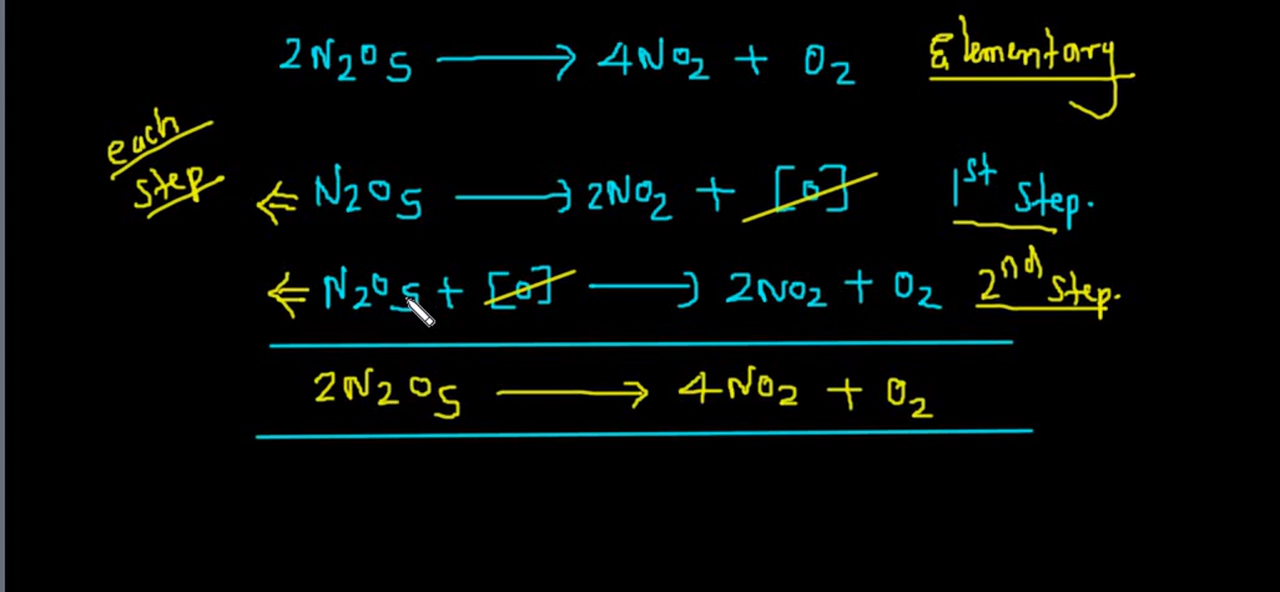 2N₂O₅ ⟶ 4NO₂ + O₂ Elementary
each step
⇐ N₂O₅ ⟶ 2NO₂ + [O] 1st step.
⇐ N₂O₅ + [O] ⟶ 2NO₂ + O₂ 2nd step.
2N₂O₅ ⟶ 4NO₂ + O₂